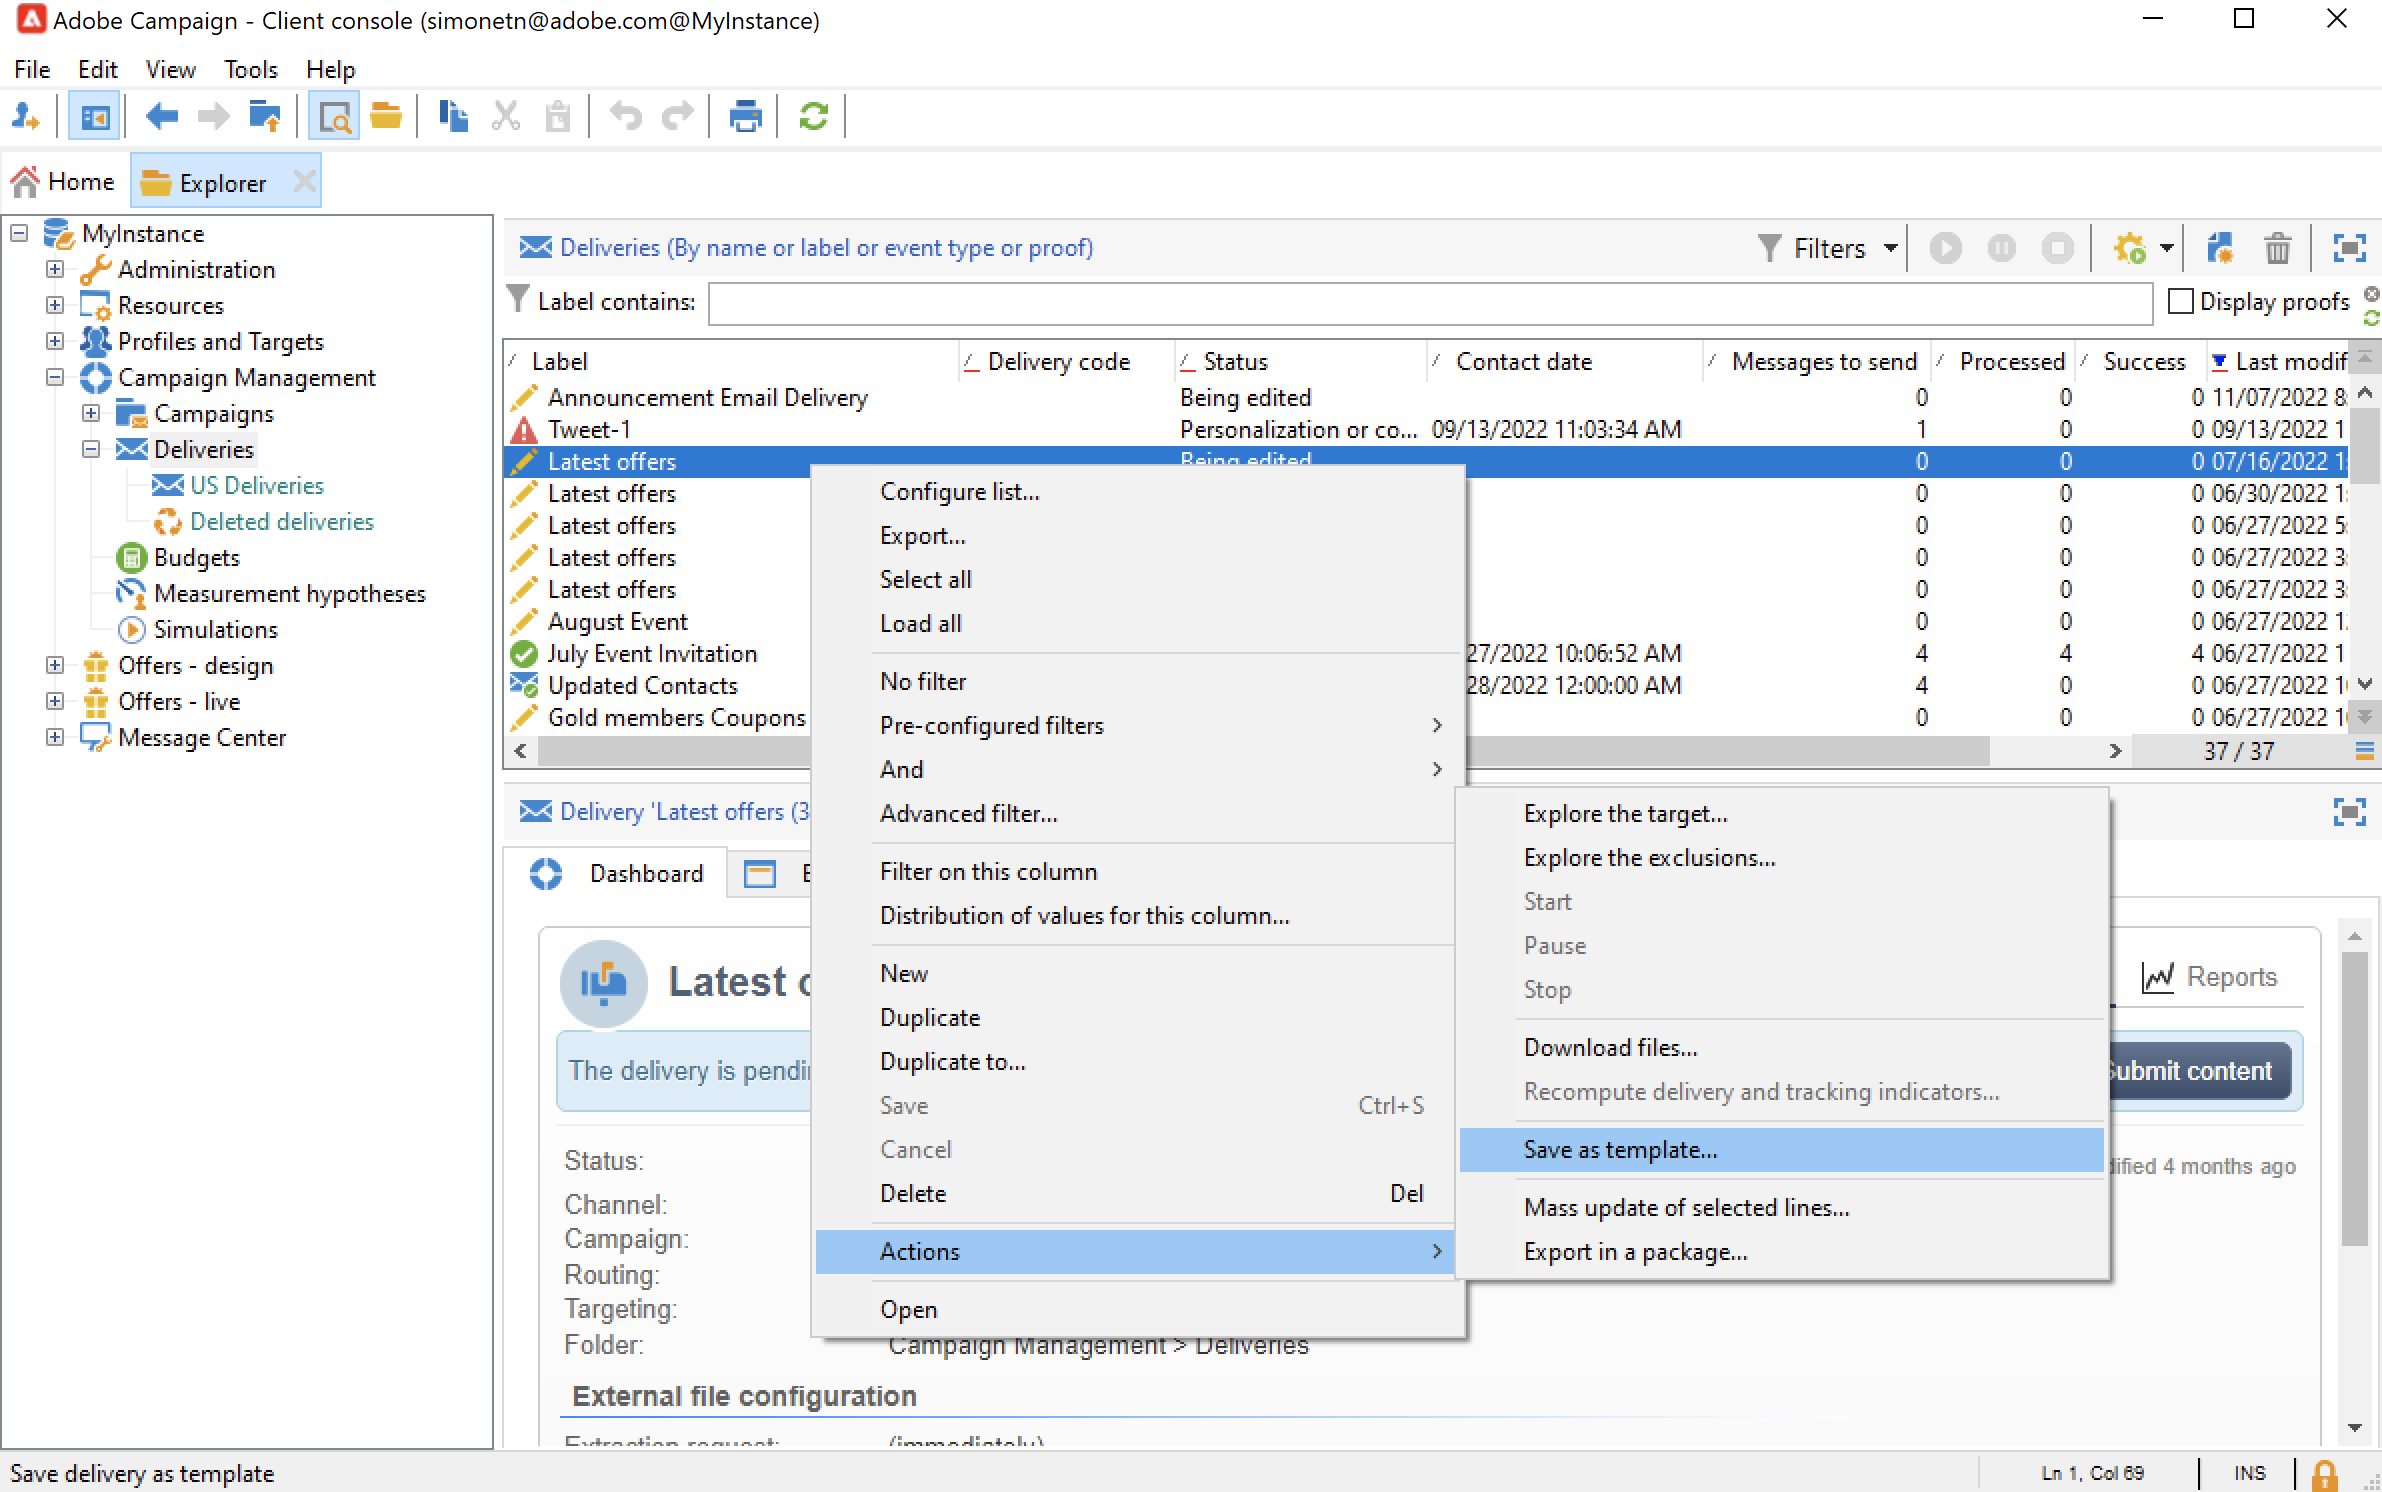 Adobe Campaign - Client console (simonetn@adobe.com@MyInstance)
File Edit View Tools Help
Home Explorer
MyInstance
Administration
Resources
Profiles and Targets
Campaign Management
Campaigns
Deliveries
US Deliveries
Deleted deliveries
Budgets
Measurement hypotheses
Simulations
Offers - design
Offers - live
Message Center
Deliveries (By name or label or event type or proof) Filters
Label contains: Display proofs
Label Delivery code Status Contact date Messages to send Processed Success Last modif
Announcement Email Delivery Being edited 0 0 0 11/07/2022 8:
Tweet-1 Personalization or co... 09/13/2022 11:03:34 AM 1 0 0 09/13/2022 1
Latest offers Being edited 0 0 0 07/16/2022 1:
Latest offers 0 0 0 06/30/2022 1:
Latest offers 0 0 0 06/27/2022 5:
Latest offers 0 0 0 06/27/2022 3:
Latest offers 0 0 0 06/27/2022 3:
August Event 0 0 0 06/27/2022 1:
July Event Invitation 27/2022 10:06:52 AM 4 4 4 06/27/2022 1
Updated Contacts 28/2022 12:00:00 AM 4 0 0 06/27/2022 1
Gold members Coupons 0 0 0 06/27/2022 1
37 / 37
Configure list...
Export...
Select all
Load all
No filter
Pre-configured filters
And
Advanced filter...
Filter on this column
Distribution of values for this column...
New
Duplicate
Duplicate to...
Save Ctrl+S
Cancel
Delete Del
Actions
Open
Explore the target...
Explore the exclusions...
Start
Pause
Stop
Download files...
Recompute delivery and tracking indicators...
Save as template...
Mass update of selected lines...
Export in a package...
Delivery 'Latest offers (3
Dashboard
Latest o
Reports
The delivery is pendi
Submit content
dified 4 months ago
Status:
Channel:
Campaign:
Routing:
Targeting:
Folder: Campaign Management > Deliveries
External file configuration
Extraction request: (immediately)
Save delivery as template Ln 1, Col 69 INS